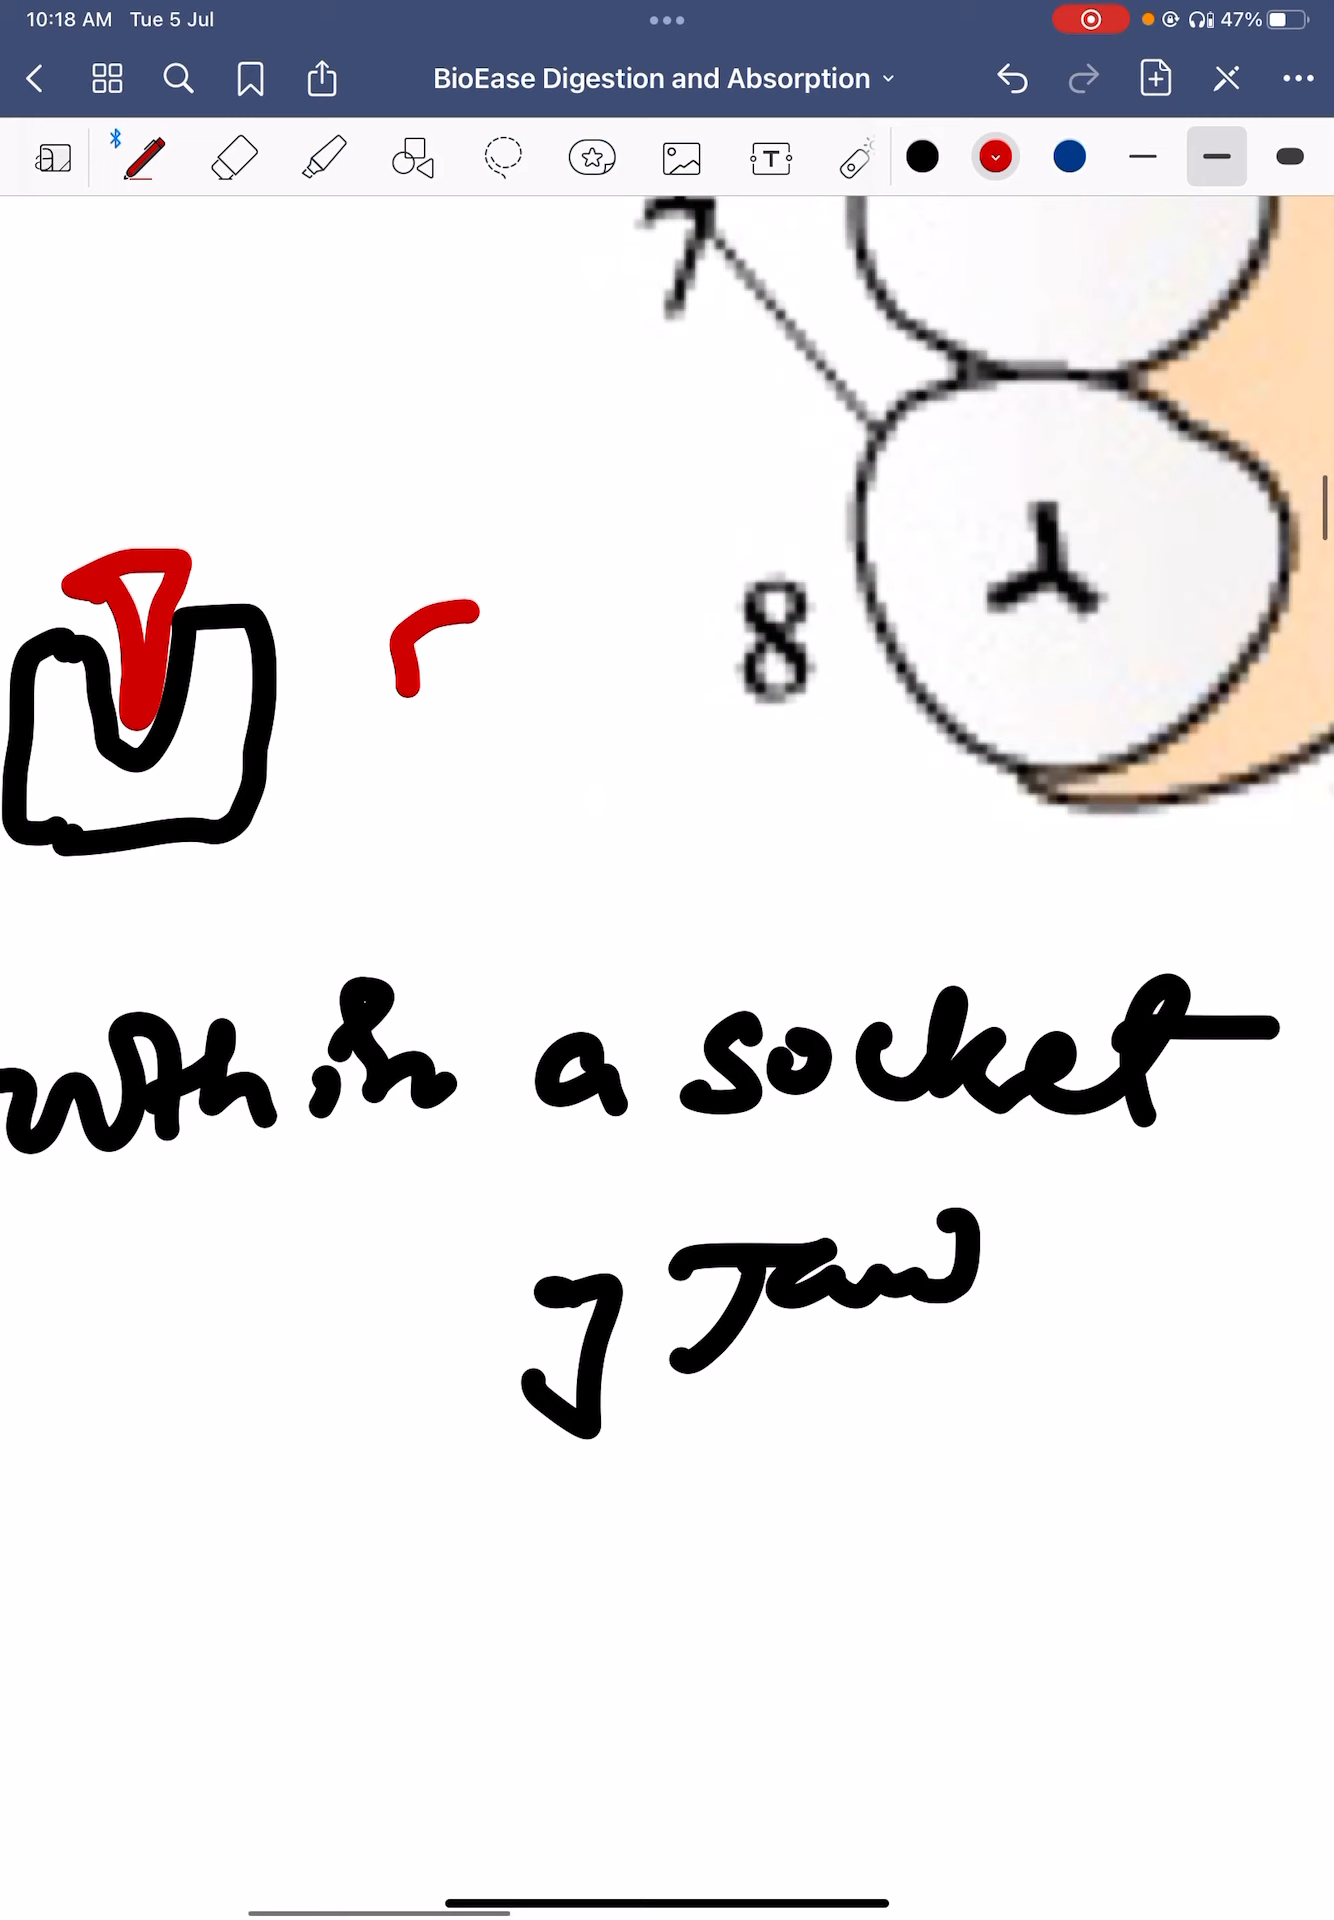 10:18 AM Tue 5 Jul 47%
BioEase Digestion and Absorption
T
7
8
within a socket
of Jaw